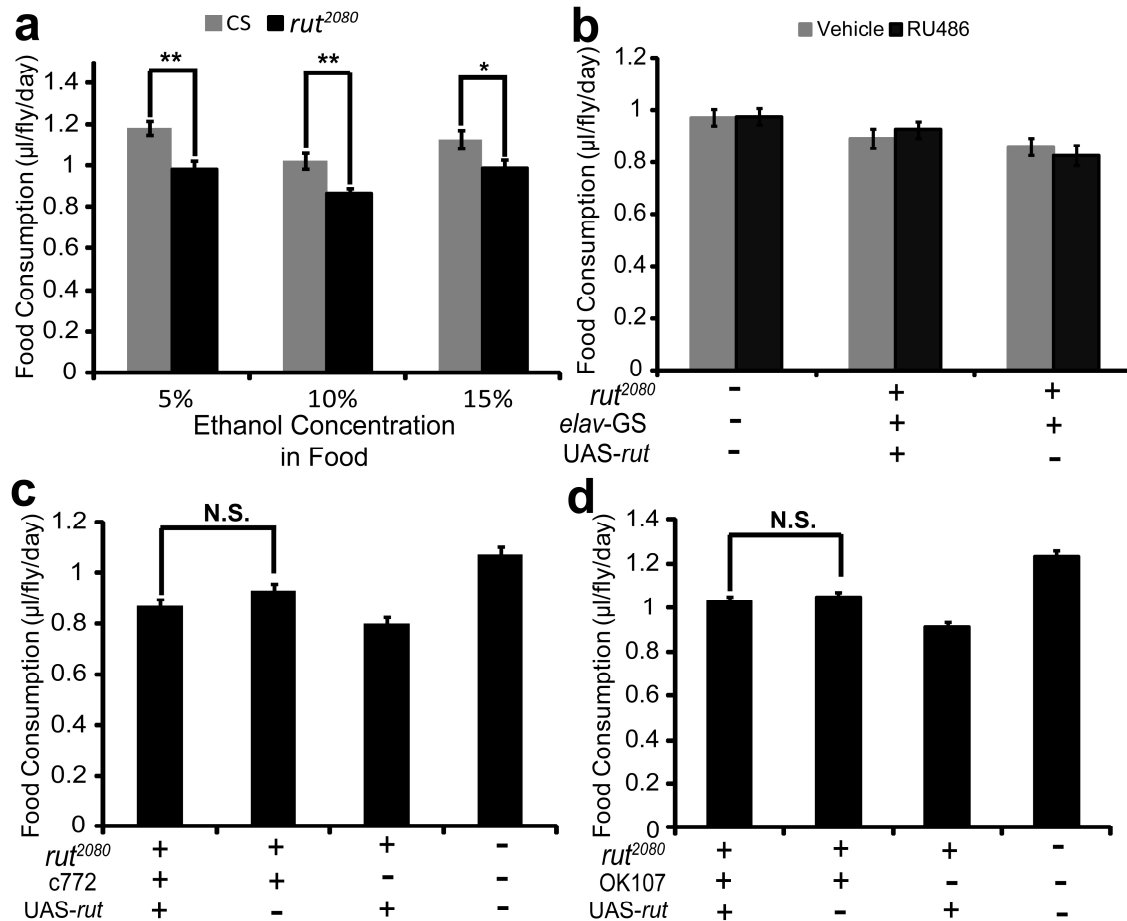 a
CS rut2080
Food Consumption (µl/fly/day)
1.4
1.2
1
0.8
0.6
0.4
0.2
0
** ** *
5% 10% 15%
Ethanol Concentration
in Food
b
Vehicle RU486
Food Consumption (µl/fly/day)
1.2
1
0.8
0.6
0.4
0.2
0
rut2080 - + +
elav-GS - + +
UAS-rut - + -
c
Food Consumption (µl/fly/day)
1.2
1
0.8
0.6
0.4
0.2
0
N.S.
rut2080 + + + -
c772 + + - -
UAS-rut + - + -
d
Food Consumption (µl/fly/day)
1.4
1.2
1
0.8
0.6
0.4
0.2
0
N.S.
rut2080 + + + -
OK107 + + - -
UAS-rut + - + -